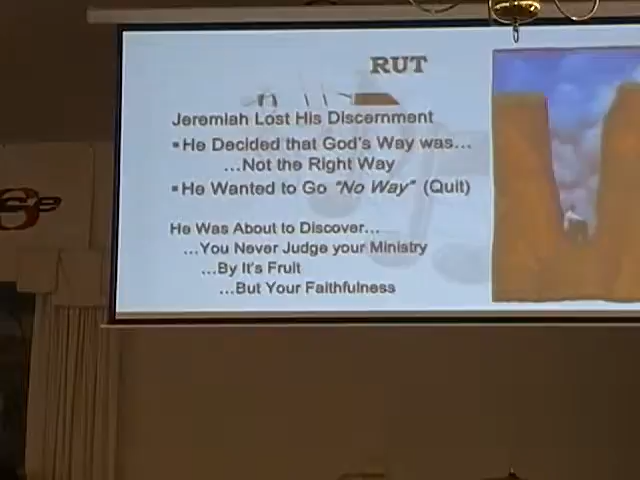 RUT
Jeremiah Lost His Discernment
▪He Decided that God's Way was...
...Not the Right Way
▪He Wanted to Go "No Way" (Quit)
He Was About to Discover...
...You Never Judge your Ministry
...By It's Fruit
...But Your Faithfulness